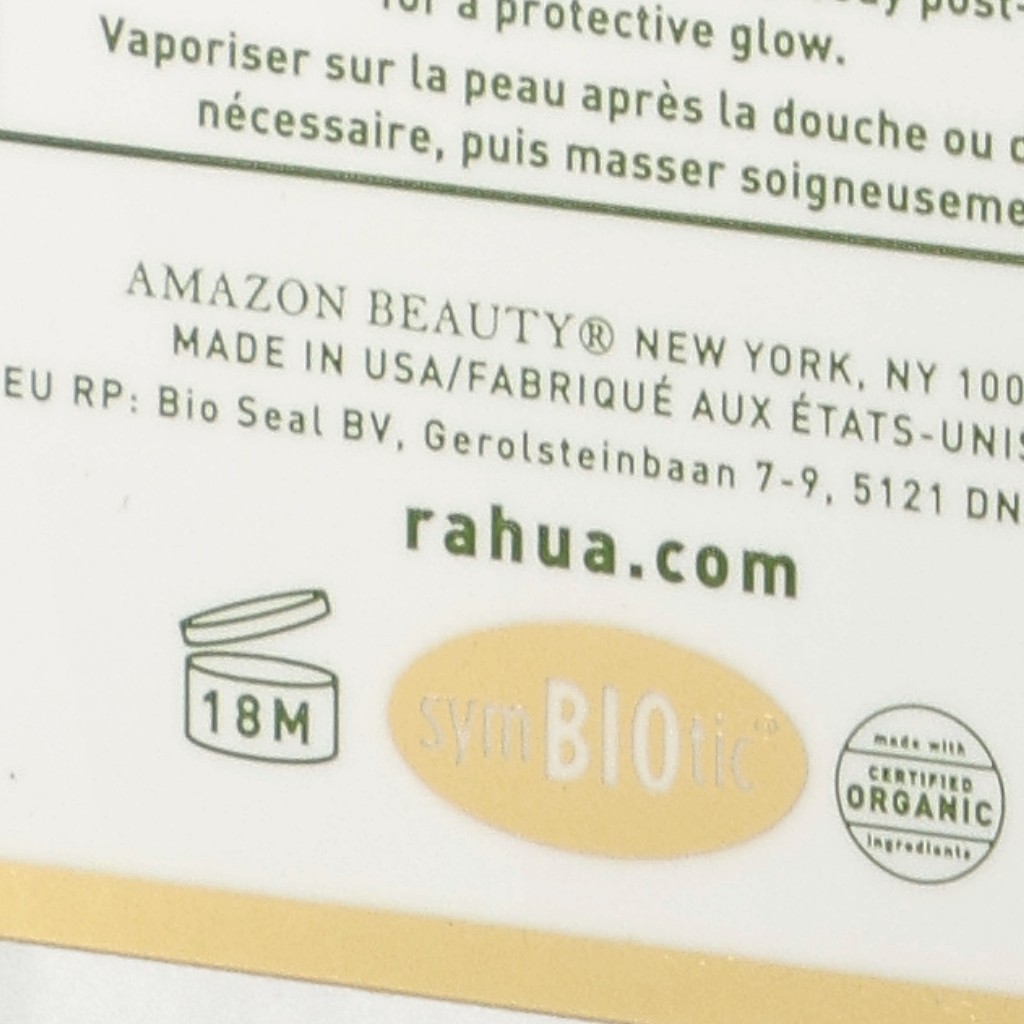 for a protective glow.
Vaporiser sur la peau après la douche ou
nécessaire, puis masser
AMAZON BEAUTY® NEW YORK, NY
MADE IN USA/FABRIQUÉ AUX ÉTATS-UNIS
EU RP: Bio Seal BV, Gerolsteinbaan 7-9, 5121 DN
rahua.com
18M
symBIOtic
made with
CERTIFIED
ORGANIC
ingredients